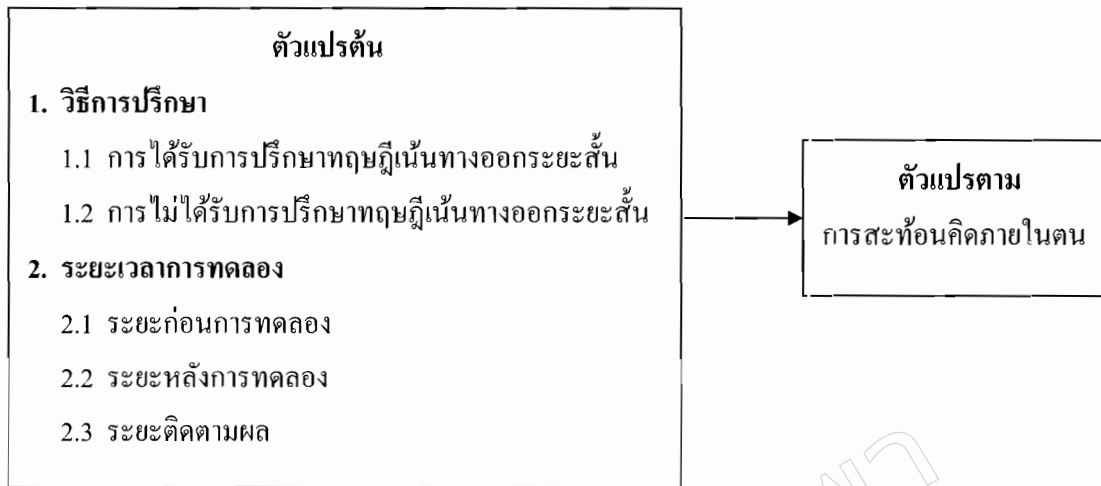 ตัวแปรต้น
1. วิธีการปรึกษา
1.1 การได้รับการปรึกษาทฤษฎีเน้นทางออกระยะสั้น
1.2 การไม่ได้รับการปรึกษาทฤษฎีเน้นทางออกระยะสั้น
2. ระยะเวลาการทดลอง
2.1 ระยะก่อนการทดลอง
2.2 ระยะหลังการทดลอง
2.3 ระยะติดตามผล
ตัวแปรตาม
การสะท้อนคิดภายในตน